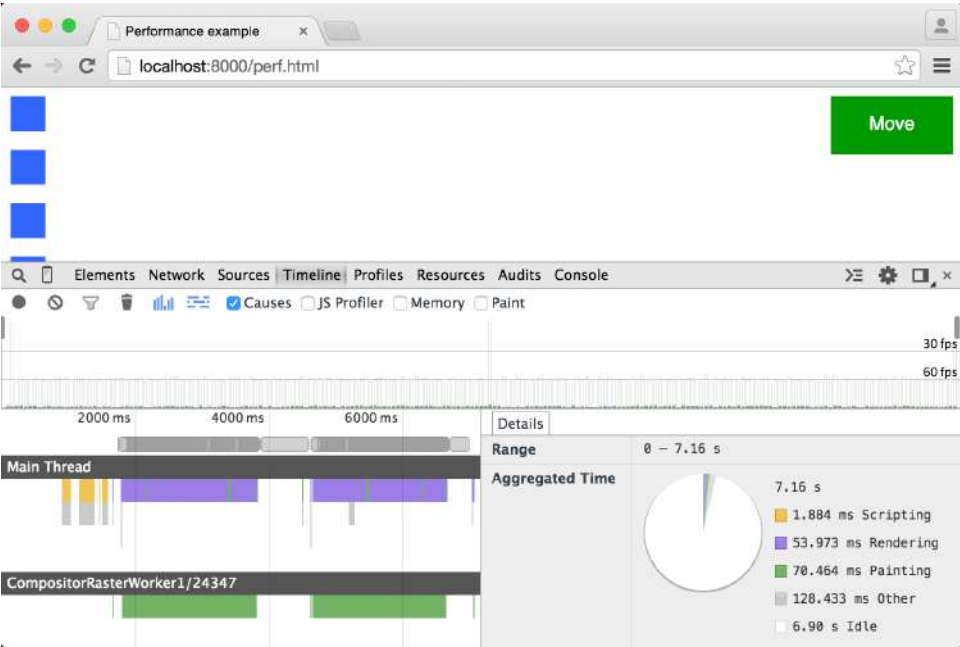 Performance example
localhost:8000/perf.html
Move
Elements Network Sources Timeline Profiles Resources Audits Console
Causes JS Profiler Memory Paint
30 fps
60 fps
2000 ms 4000 ms 6000 ms
Details
Range 0 – 7.16 s
Main Thread
Aggregated Time
7.16 s
1.884 ms Scripting
53.973 ms Rendering
70.464 ms Painting
128.433 ms Other
6.90 s Idle
CompositorRasterWorker1/24347